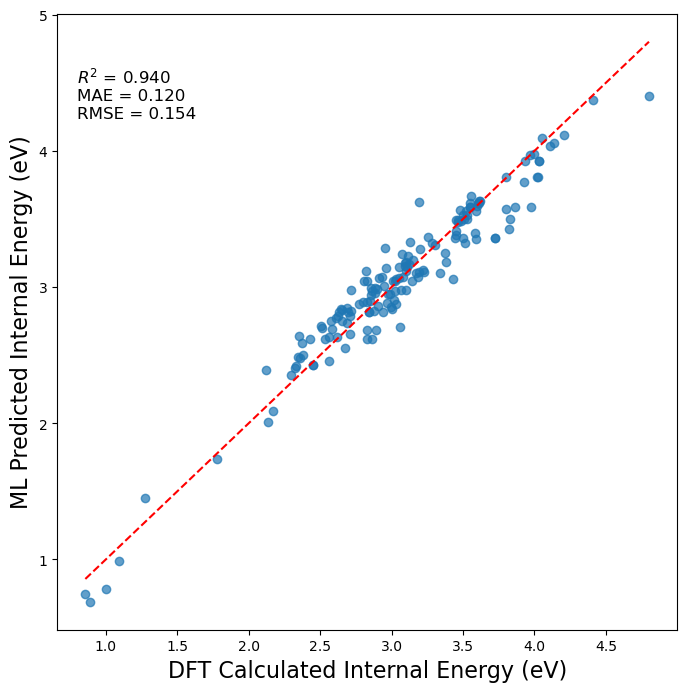 R² = 0.940
MAE = 0.120
RMSE = 0.154
ML Predicted Internal Energy (eV)
5
4
3
2
1
1.0 1.5 2.0 2.5 3.0 3.5 4.0 4.5
DFT Calculated Internal Energy (eV)